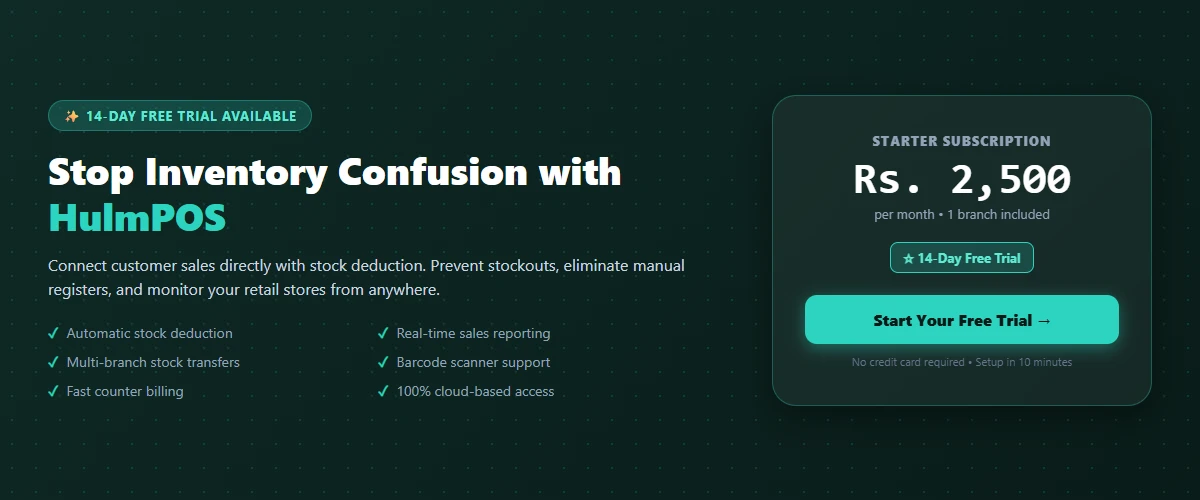 ✨ 14-DAY FREE TRIAL AVAILABLE
Stop Inventory Confusion with
HulmPOS
Connect customer sales directly with stock deduction. Prevent stockouts, eliminate manual
registers, and monitor your retail stores from anywhere.
✓ Automatic stock deduction
✓ Real-time sales reporting
✓ Multi-branch stock transfers
✓ Barcode scanner support
✓ Fast counter billing
✓ 100% cloud-based access
STARTER SUBSCRIPTION
Rs. 2,500
per month • 1 branch included
☆ 14-Day Free Trial
Start Your Free Trial →
No credit card required • Setup in 10 minutes